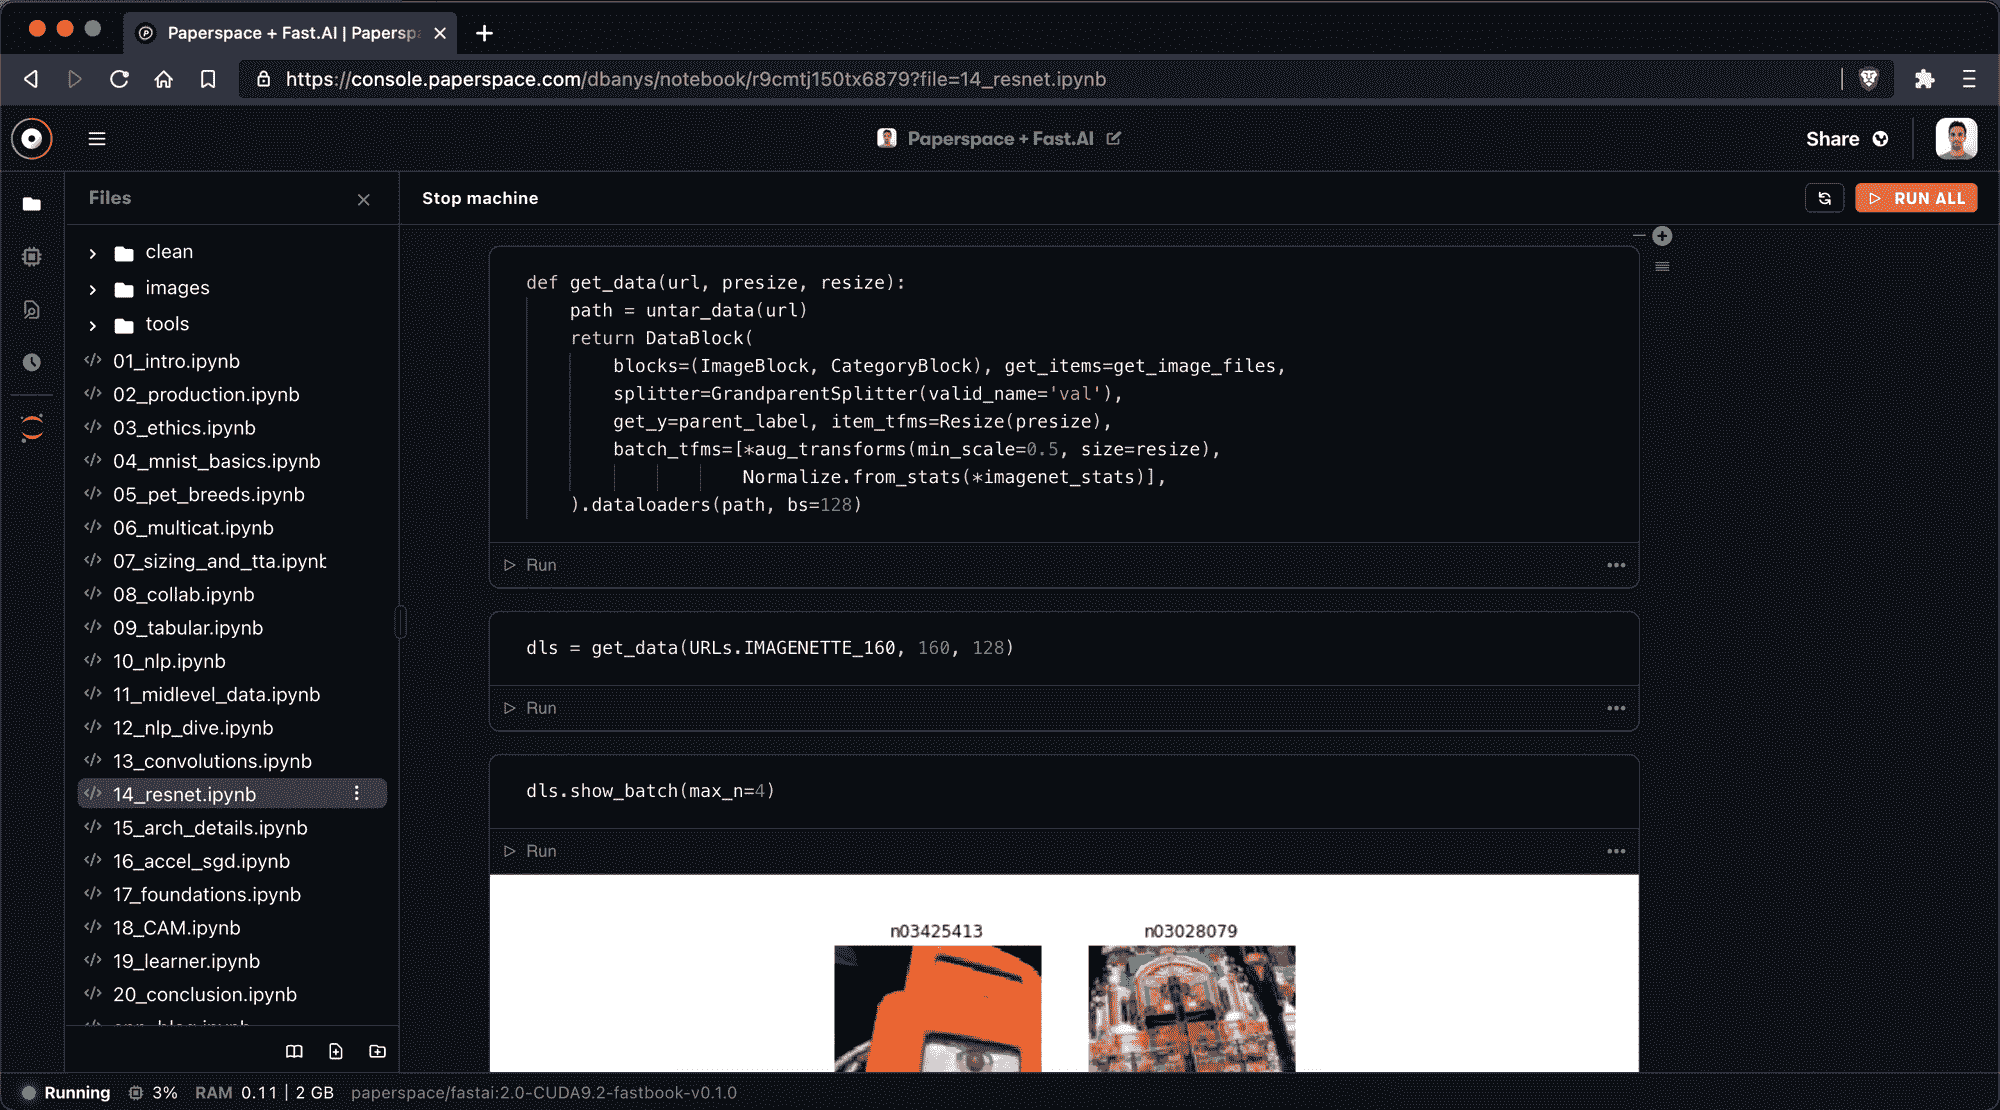 Paperspace + Fast.AI | Papersp
https://console.paperspace.com/dbanys/notebook/r9cmtj150tx6879?file=14_resnet.ipynb
Paperspace + Fast.AI
Share
Files
Stop machine
RUN ALL
clean
images
tools
01_intro.ipynb
02_production.ipynb
03_ethics.ipynb
04_mnist_basics.ipynb
05_pet_breeds.ipynb
06_multicat.ipynb
07_sizing_and_tta.ipynb
08_collab.ipynb
09_tabular.ipynb
10_nlp.ipynb
11_midlevel_data.ipynb
12_nlp_dive.ipynb
13_convolutions.ipynb
14_resnet.ipynb
15_arch_details.ipynb
16_accel_sgd.ipynb
17_foundations.ipynb
18_CAM.ipynb
19_learner.ipynb
20_conclusion.ipynb
def get_data(url, presize, resize):
path = untar_data(url)
return DataBlock(
blocks=(ImageBlock, CategoryBlock), get_items=get_image_files,
splitter=GrandparentSplitter(valid_name='val'),
get_y=parent_label, item_tfms=Resize(presize),
batch_tfms=[*aug_transforms(min_scale=0.5, size=resize),
Normalize.from_stats(*imagenet_stats)],
).dataloaders(path, bs=128)
Run
dls = get_data(URLs.IMAGENETTE_160, 160, 128)
Run
dls.show_batch(max_n=4)
Run
n03425413
n03028079
Running
3%
RAM 0.11 | 2 GB
paperspace/fastai:2.0-CUDA9.2-fastbook-v0.1.0